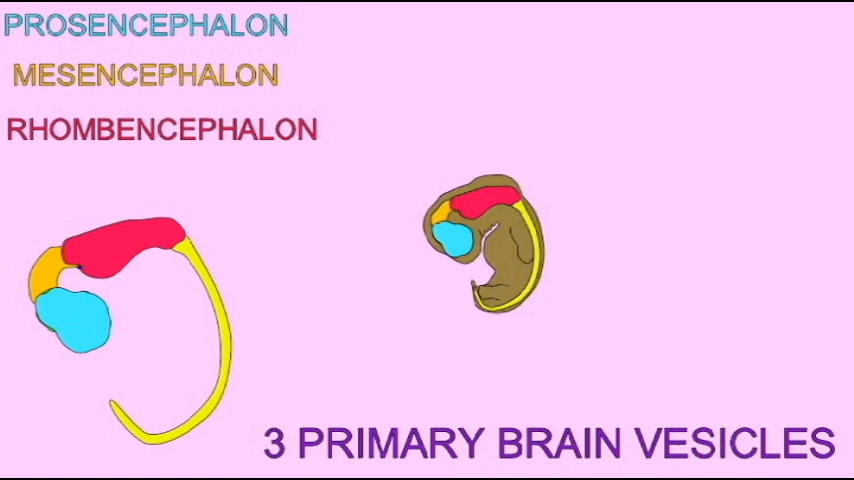 PROSENCEPHALON
MESENCEPHALON
RHOMBENCEPHALON
3 PRIMARY BRAIN VESICLES